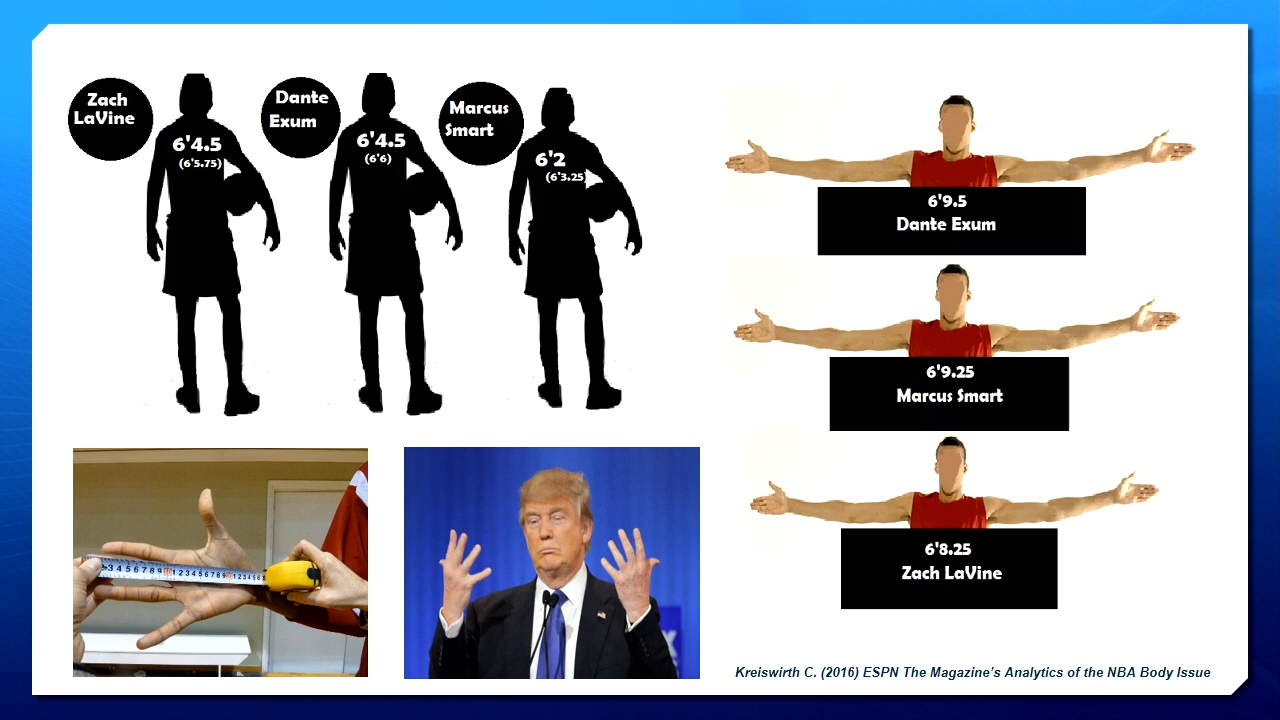 Zach
LaVine
6'4.5
(6'5.75)
Dante
Exum
6'4.5
(6'6)
Marcus
Smart
6'2
(6'3.25)
6'9.5
Dante Exum
6'9.25
Marcus Smart
6'8.25
Zach LaVine
Kreiswirth C. (2016) ESPN The Magazine's Analytics of the NBA Body Issue